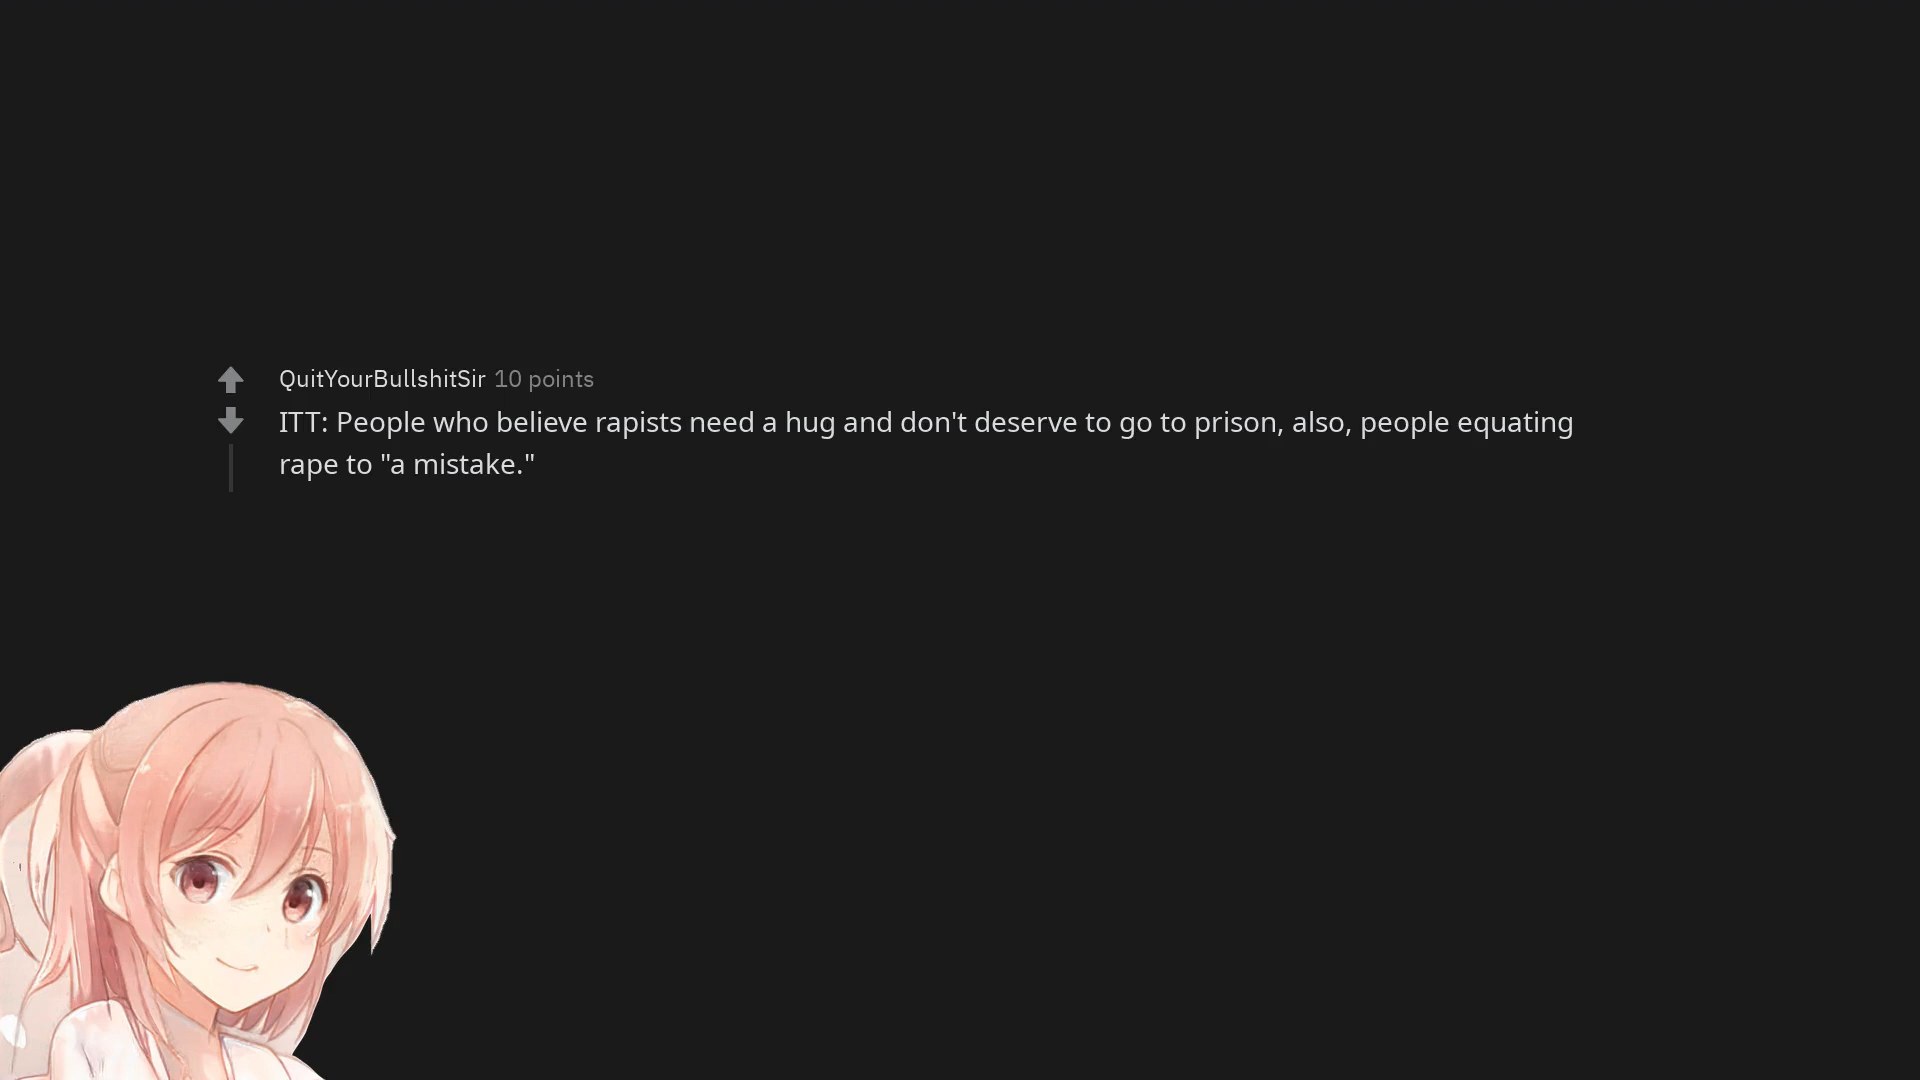 QuitYourBullshitSir 10 points
ITT: People who believe rapists need a hug and don't deserve to go to prison, also, people equating
rape to "a mistake."